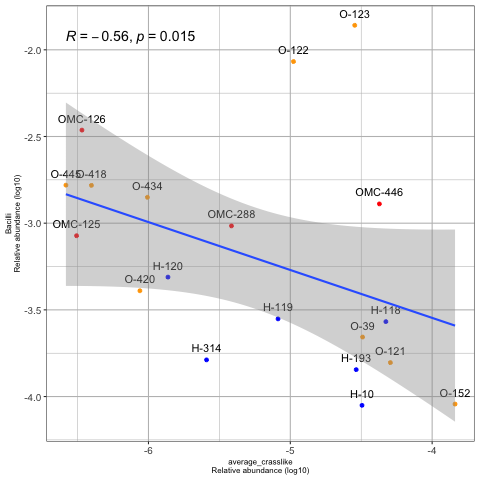 O-123
R = – 0.56, p = 0.015
O-122
-2.0
OMC-126
-2.5
O-445
O-418
O-434
OMC-446
OMC-288
-3.0
OMC-125
H-120
O-420
H-119
H-118
-3.5
O-39
H-314
O-121
H-193
H-10
O-152
-4.0
-6
-5
-4
Bacilli
Relative abundance (log10)
average_crasslike
Relative abundance (log10)